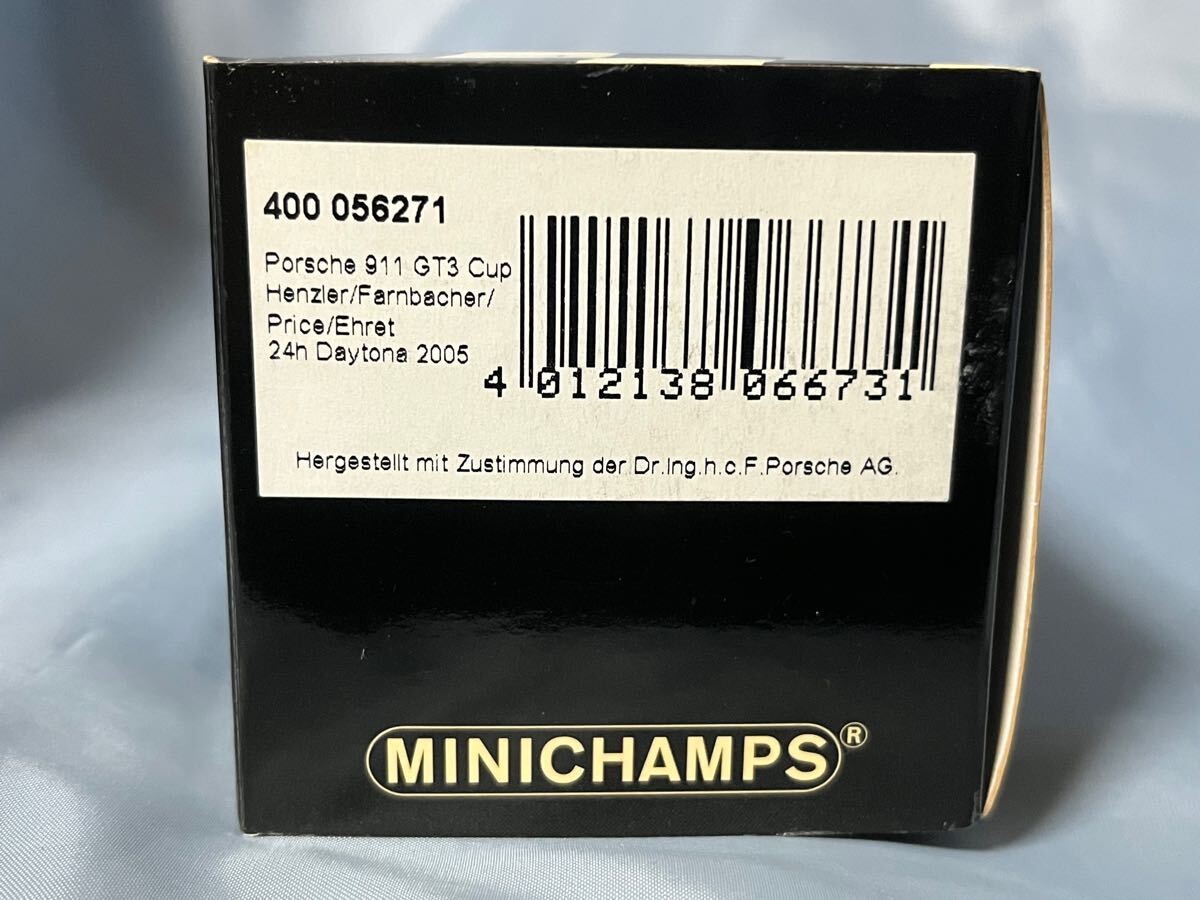 400 056271
Porsche 911 GT3 Cup
Henzler/Farnbacher/
Price/Ehret
24h Daytona 2005
4 012138 066731
Hergestellt mit Zustimmung der Dr.Ing.h.c.F.Porsche AG.
MINICHAMPS®